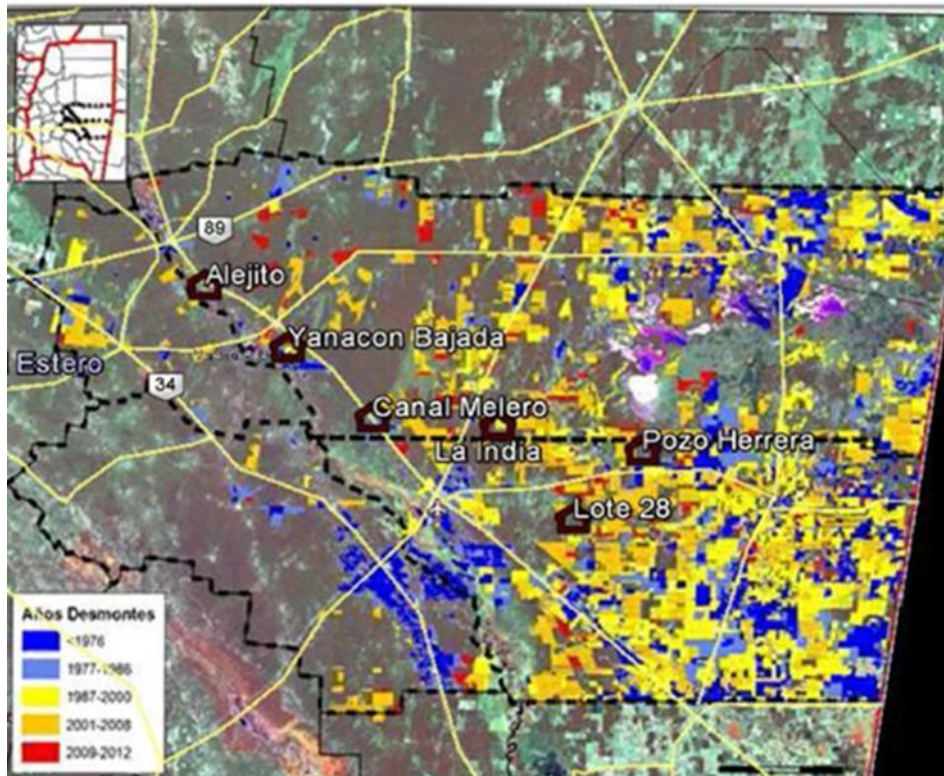 89
Alejito
Yanacon Bajada
Estero
34
Canal Melero
La India
Pozo Herrera
Lote 28
Años Desmontes
<1976
1977-1986
1987-2000
2001-2008
2009-2012